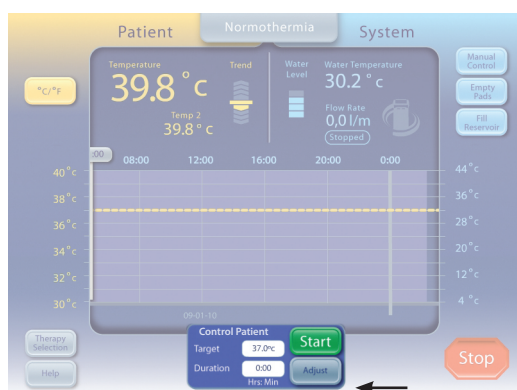 Patient
Normothermia
System
°C/°F
Temperature
39.8 °c
Trend
Temp 2
39.8° c
Water
Level
Water Temperature
30.2 ° c
Flow Rate
0,0 l/m
(Stopped)
Manual
Control
Empty
Pads
Fill
Reservoir
:00 08:00 12:00 16:00 20:00 0:00
40°c
38°c
36°c
34°c
32°c
30°c
44°c
36°c
28°c
20°c
12°c
4 °c
09-01-10
Therapy
Selection
Help
Control Patient
Target 37.0°c
Start
Duration 0:00
Hrs: Min
Adjust
Stop